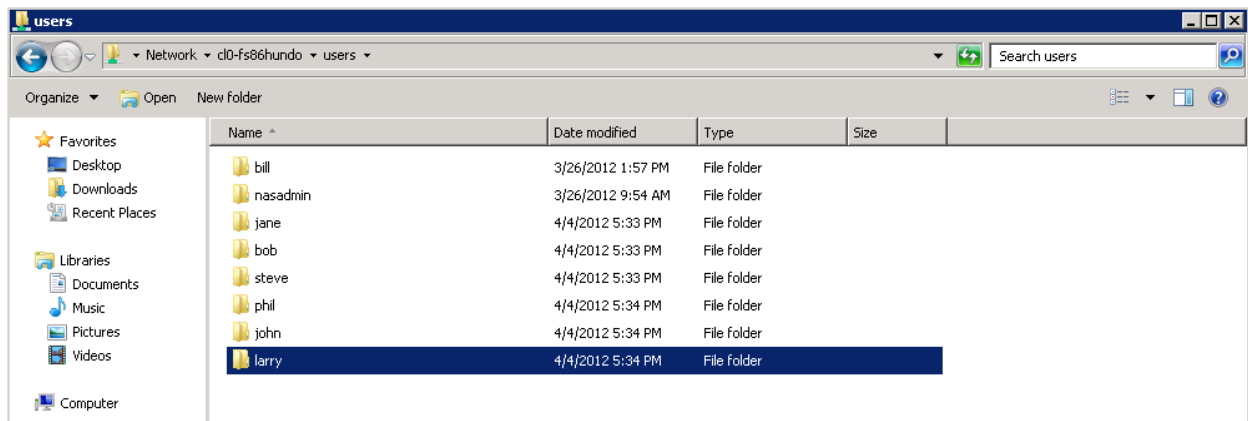 users
Network cl0-fs86hundo users
Search users
Organize Open New folder
Name Date modified Type Size
Favorites
Desktop
Downloads
Recent Places
Libraries
Documents
Music
Pictures
Videos
Computer
bill 3/26/2012 1:57 PM File folder
nasadmin 3/26/2012 9:54 AM File folder
jane 4/4/2012 5:33 PM File folder
bob 4/4/2012 5:33 PM File folder
steve 4/4/2012 5:33 PM File folder
phil 4/4/2012 5:34 PM File folder
john 4/4/2012 5:34 PM File folder
larry 4/4/2012 5:34 PM File folder